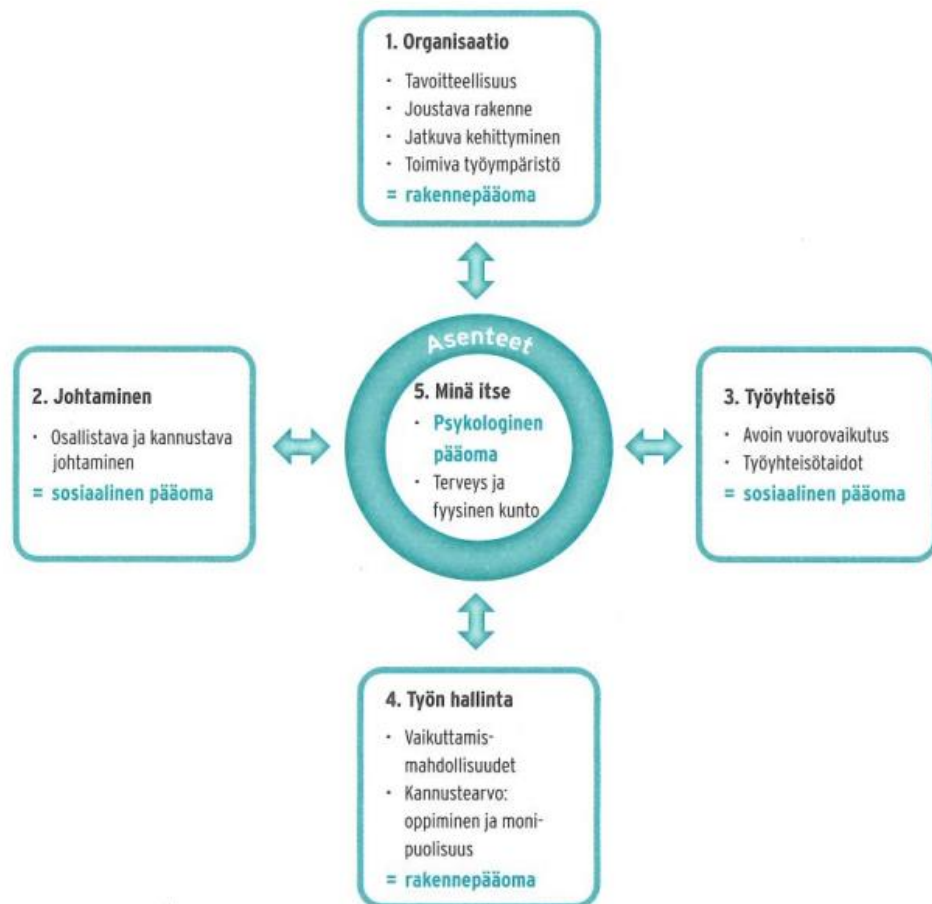 1. Organisaatio
· Tavoitteellisuus
· Joustava rakenne
· Jatkuva kehittyminen
· Toimiva työympäristö
= rakennepääoma
Asenteet
2. Johtaminen
· Osallistava ja kannustava
johtaminen
= sosiaalinen pääoma
5. Minä itse
· Psykologinen
pääoma
· Terveys ja
fyysinen kunto
3. Työyhteisö
· Avoin vuorovaikutus
· Työyhteisötaidot
= sosiaalinen pääoma
4. Työn hallinta
· Vaikuttamis-
mahdollisuudet
· Kannustearvo:
oppiminen ja moni-
puolisuus
= rakennepääoma